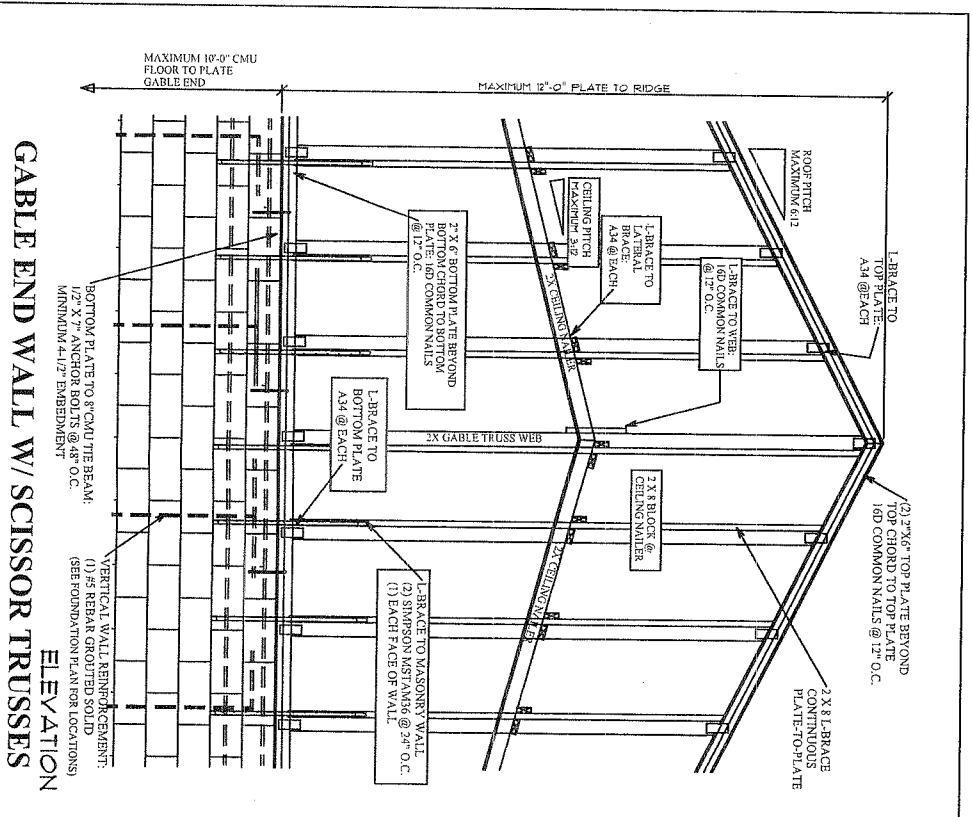 MAXIMUM 10'-0" CMU
FLOOR TO PLATE
GABLE END
MAXIMUM 12"-0" PLATE TO RIDGE
ROOF PITCH
MAXIMUM 6:12
L-BRACE TO
TOP PLATE:
A34 @EACH
CEILING PITCH
MAXIMUM 3:12
L-BRACE TO
LATERAL
BRACE:
A34 @EACH
L-BRACE TO WEB:
16D COMMON NAILS
@ 12" O.C.
(2) 2"X6" TOP PLATE BEYOND
TOP CHORD TO TOP PLATE
16D COMMON NAILS @ 12" O.C.
2 X 8 L-BRACE
CONTINUOUS
PLATE-TO-PLATE
2" X 6" BOTTOM PLATE BEYOND
BOTTOM CHORD TO BOTTOM
PLATE: 16D COMMON NAILS
@ 12" O.C.
2X CEILING NAILER
2X CEILING NAILER
2 X 8 BLOCK @
CEILING NAILER
2X GABLE TRUSS WEB
L-BRACE TO
BOTTOM PLATE
A34 @ EACH
L-BRACE TO MASONRY WALL
(2) SIMPSON MSTAM36 @ 24" O.C.
(1) EACH FACE OF WALL
BOTTOM PLATE TO 8"CMU TIE BEAM:
1/2" X 7" ANCHOR BOLTS @ 48" O.C.
MINIMUM 4-1/2" EMBEDMENT
VERTICAL WALL REINFORCEMENT:
(1) #5 REBAR GROUTED SOLID
(SEE FOUNDATION PLAN FOR LOCATIONS)
ELEVATION
GABLE END WALL W/ SCISSOR TRUSSES